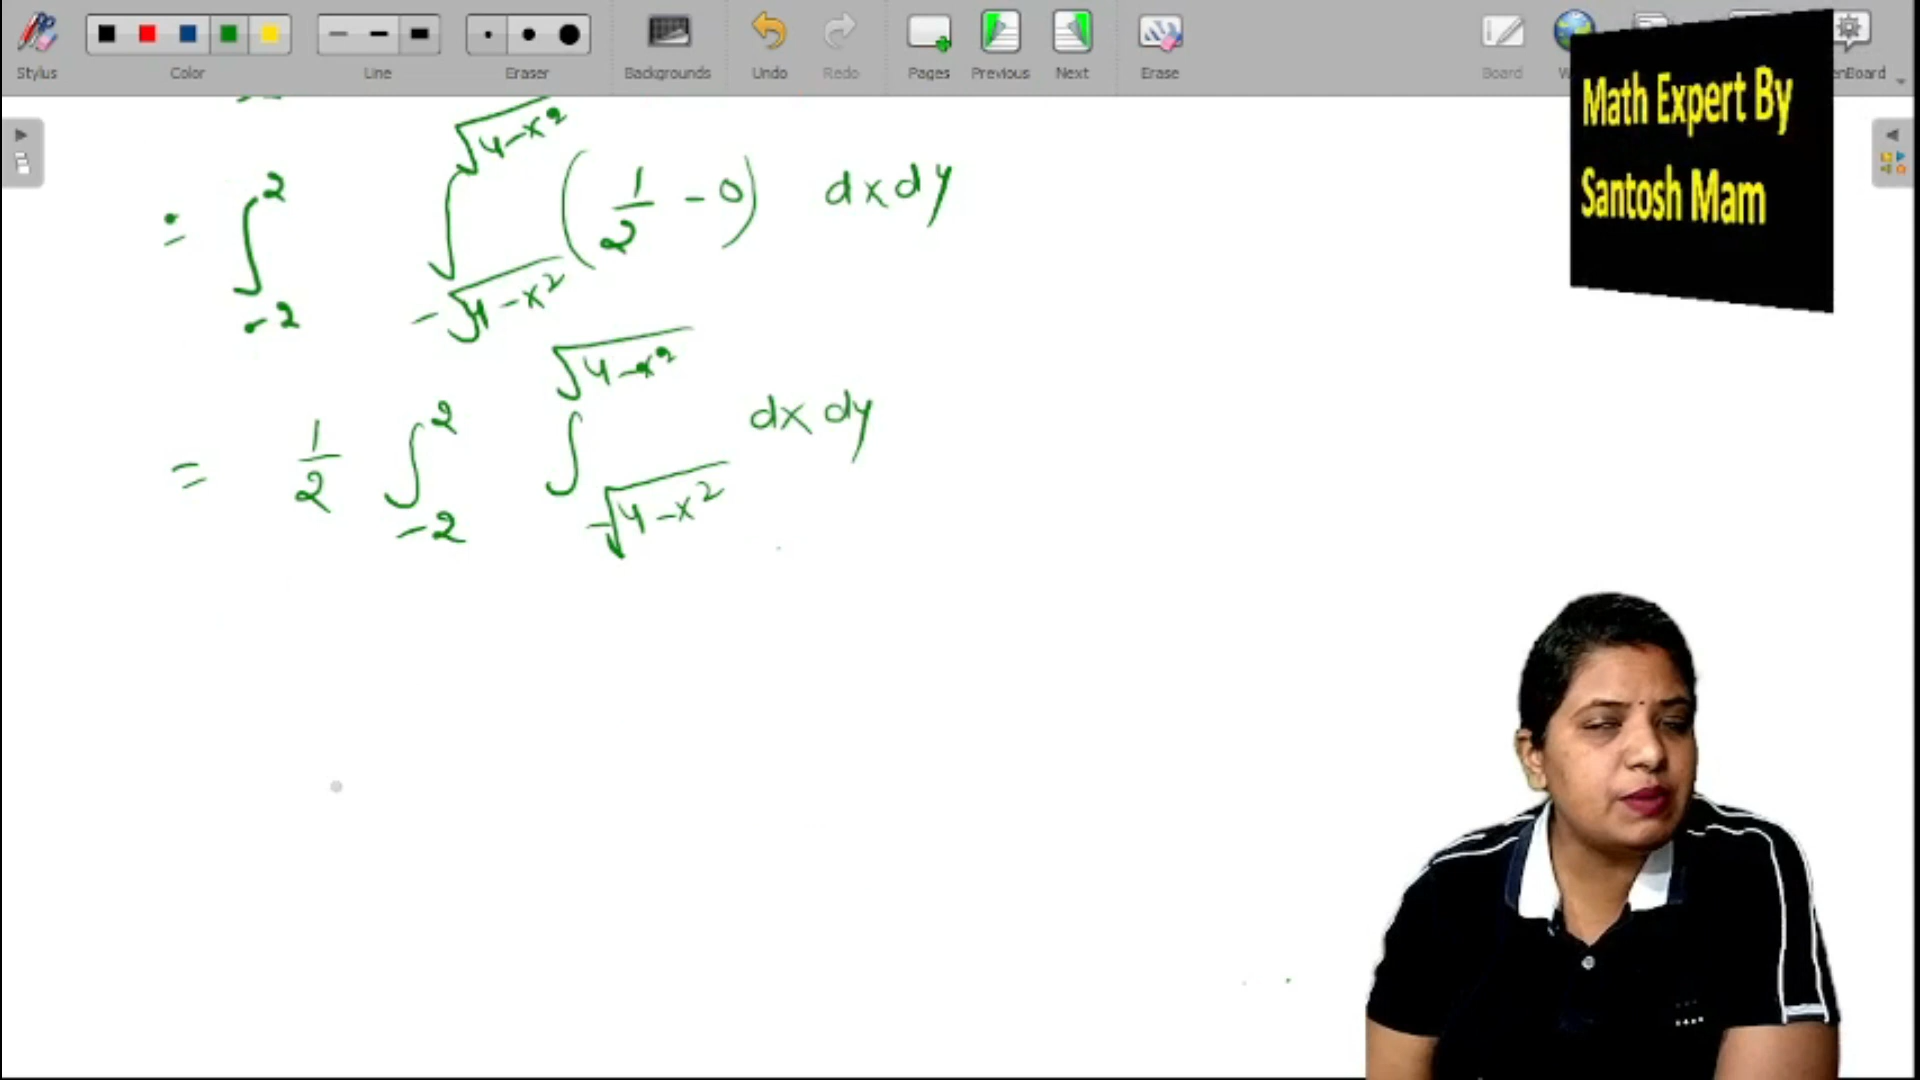 Stylus Color Line Eraser Backgrounds Undo Redo Pages Previous Next Erase Board
Math Expert By
Santosh Mam
= ∫_{-2}^{2} ∫_{-√(4-x²)}^{√(4-x²)} (1/2 - 0) dx dy
= 1/2 ∫_{-2}^{2} ∫_{-√(4-x²)}^{√(4-x²)} dx dy